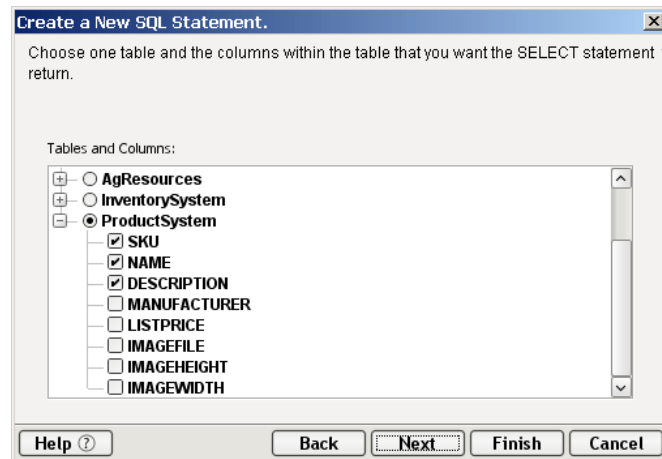 Create a New SQL Statement.
Choose one table and the columns within the table that you want the SELECT statement
return.
Tables and Columns:
AgResources
InventorySystem
ProductSystem
SKU
NAME
DESCRIPTION
MANUFACTURER
LISTPRICE
IMAGEFILE
IMAGEHEIGHT
IMAGEWIDTH
Help ? Back Next Finish Cancel